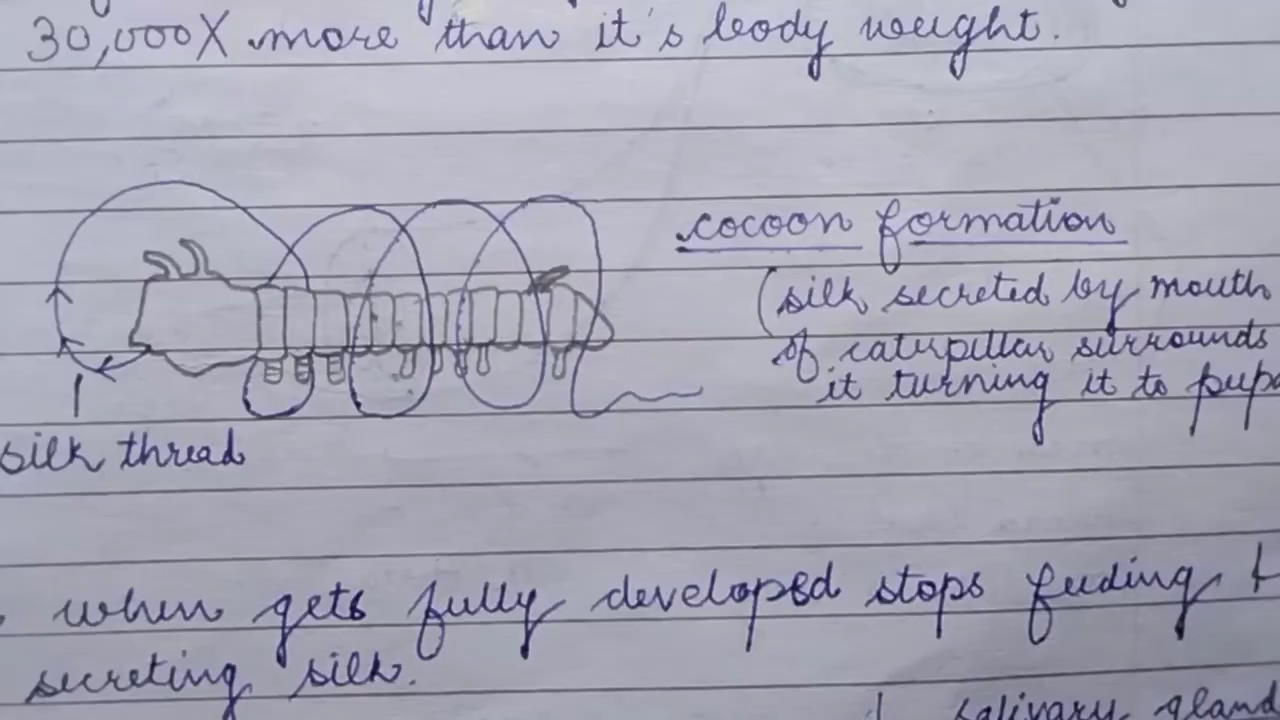 30,000X more than it's body weight.
cocoon formation
(silk secreted by mouth
of caterpillar surrounds
it turning it to pupa
silk thread
when gets fully developed stops feeding
secreting silk.
salivary gland